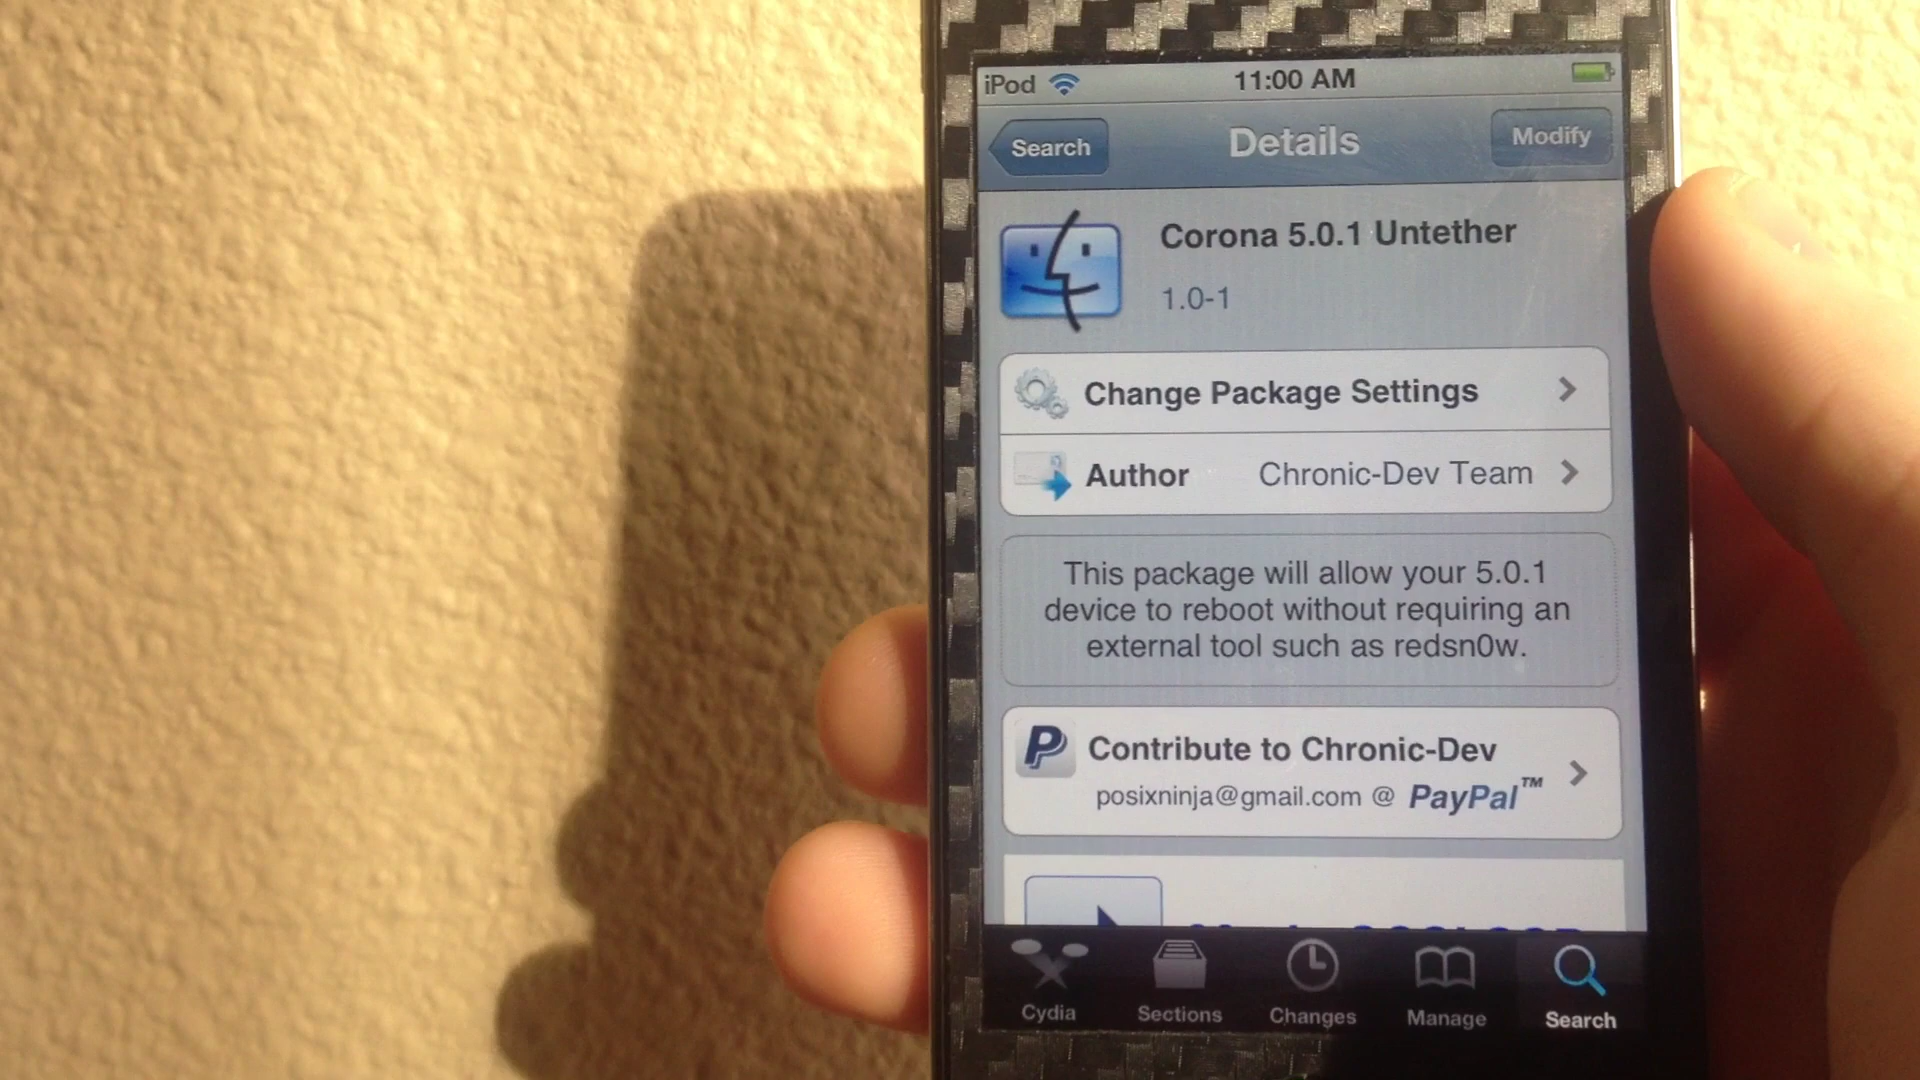 iPod 11:00 AM
Search Details Modify
Corona 5.0.1 Untether
1.0-1
Change Package Settings
Author Chronic-Dev Team
This package will allow your 5.0.1
device to reboot without requiring an
external tool such as redsn0w.
Contribute to Chronic-Dev
posixninja@gmail.com @ PayPal™
Cydia Sections Changes Manage Search